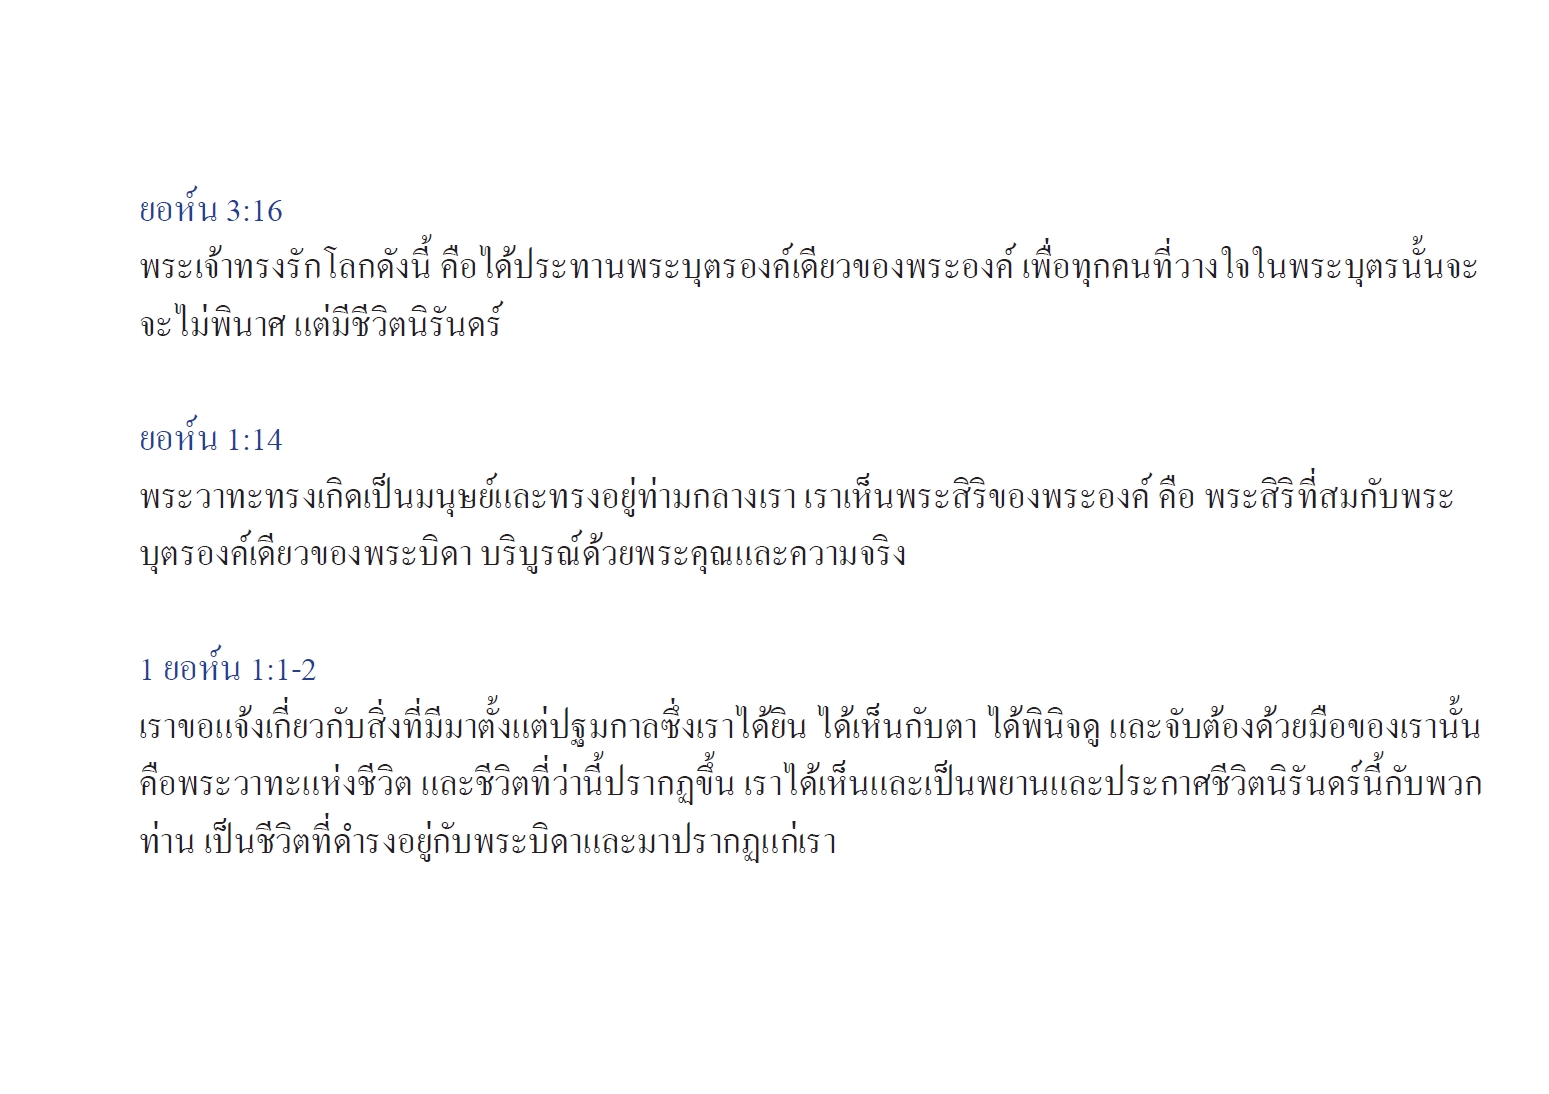 ยอห์น 3:16
พระเจ้าทรงรักโลกดังนี้ คือได้ประทานพระบุตรองค์เดียวของพระองค์ เพื่อทุกคนที่วางใจในพระบุตรนั้นจะ
จะไม่พินาศ แต่มีชีวิตนิรันดร์
ยอห์น 1:14
พระวาทะทรงเกิดเป็นมนุษย์และทรงอยู่ท่ามกลางเรา เราเห็นพระสิริของพระองค์ คือ พระสิริที่สมกับพระ
บุตรองค์เดียวของพระบิดา บริบูรณ์ด้วยพระคุณและความจริง
1 ยอห์น 1:1-2
เราขอแจ้งเกี่ยวกับสิ่งที่มีมาตั้งแต่ปฐมกาลซึ่งเราได้ยิน ได้เห็นกับตา ได้พินิจดู และจับต้องด้วยมือของเรานั้น
คือพระวาทะแห่งชีวิต และชีวิตที่ว่านี้ปรากฏขึ้น เราได้เห็นและเป็นพยานและประกาศชีวิตนิรันดร์นี้กับพวก
ท่าน เป็นชีวิตที่ดำรงอยู่กับพระบิดาและมาปรากฏแก่เรา